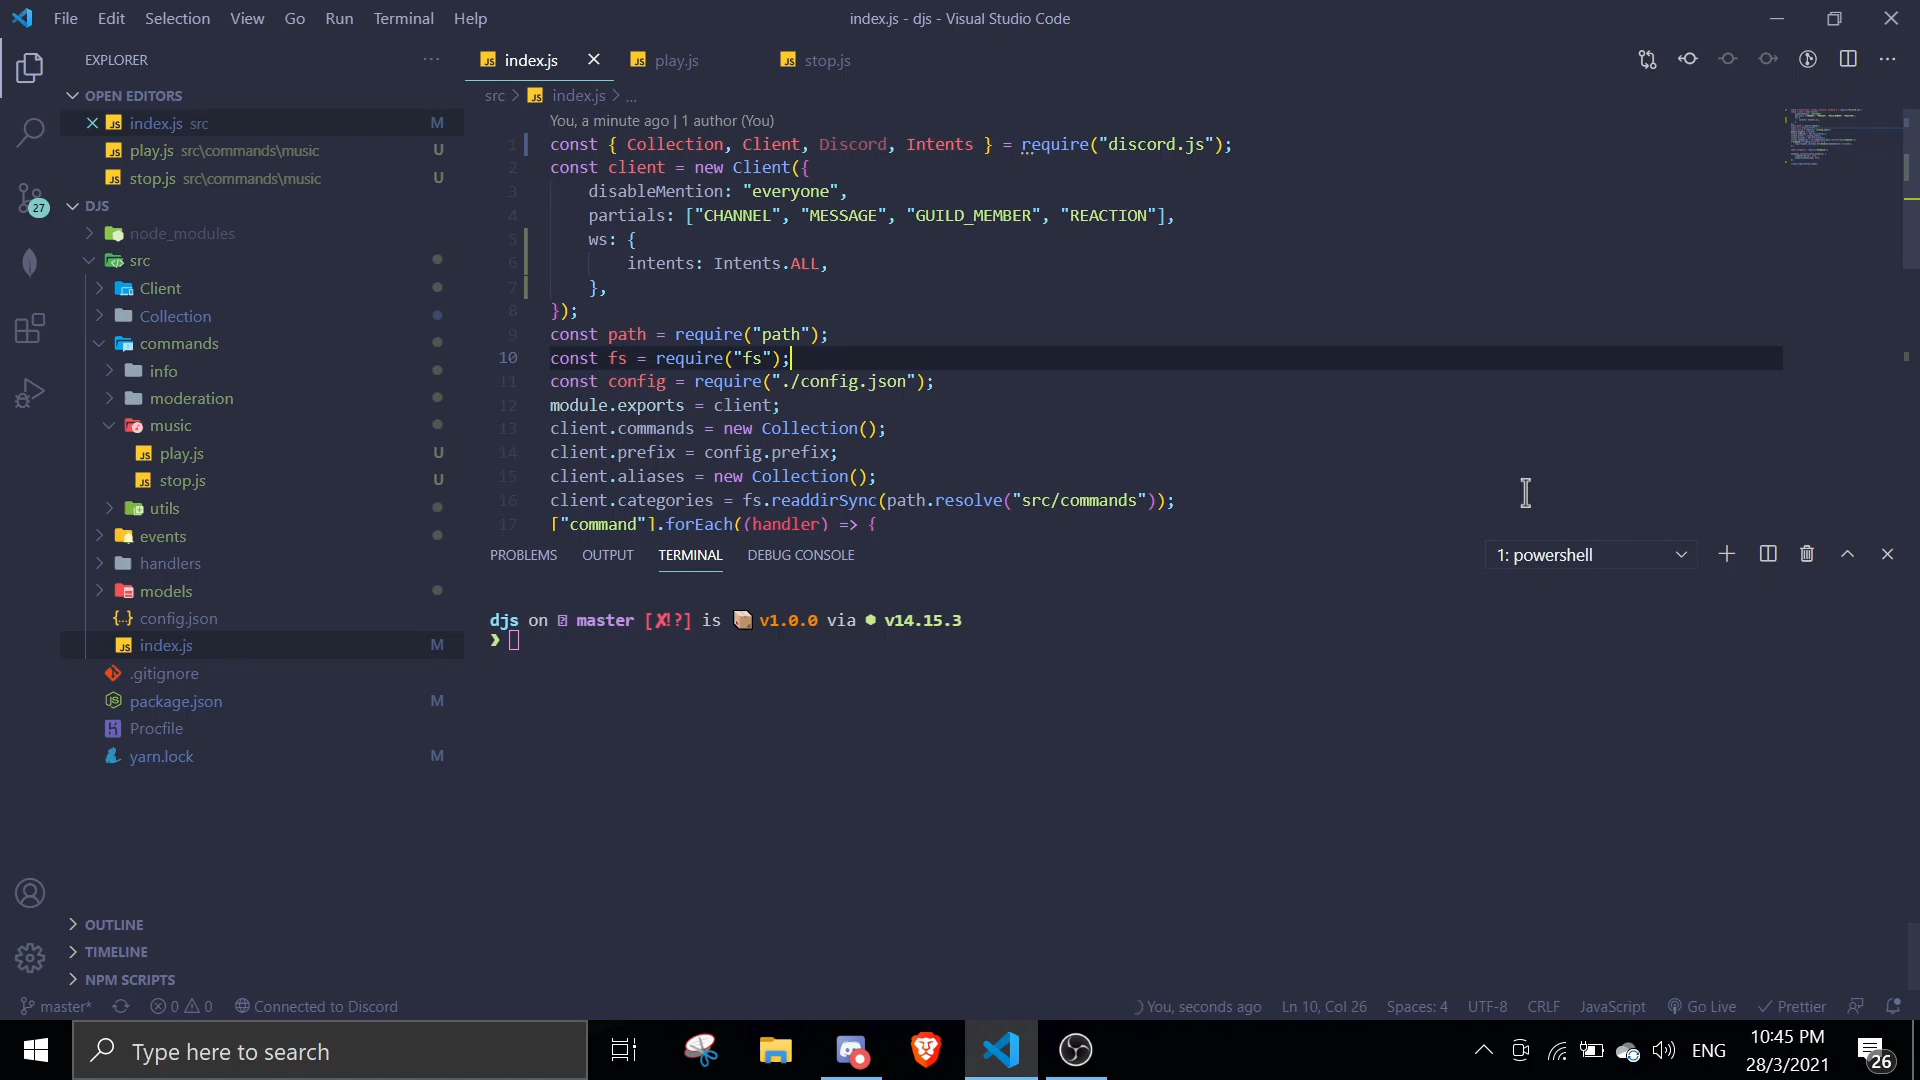 File Edit Selection View Go Run Terminal Help
index.js - djs - Visual Studio Code
EXPLORER
OPEN EDITORS
index.js src M
play.js src\commands\music U
stop.js src\commands\music U
DJS
node_modules
src
Client
Collection
commands
info
moderation
music
play.js U
stop.js U
utils
events
handlers
models
config.json
index.js M
.gitignore
package.json M
Procfile
yarn.lock M
OUTLINE
TIMELINE
NPM SCRIPTS
27
index.js play.js stop.js
src > index.js > ...
You, a minute ago | 1 author (You)
1 const { Collection, Client, Discord, Intents } = require("discord.js");
2 const client = new Client({
3 disableMention: "everyone",
4 partials: ["CHANNEL", "MESSAGE", "GUILD_MEMBER", "REACTION"],
5 ws: {
6 intents: Intents.ALL,
7 },
8 });
9 const path = require("path");
10 const fs = require("fs");
11 const config = require("./config.json");
12 module.exports = client;
13 client.commands = new Collection();
14 client.prefix = config.prefix;
15 client.aliases = new Collection();
16 client.categories = fs.readdirSync(path.resolve("src/commands"));
17 ["command"].forEach((handler) => {
PROBLEMS OUTPUT TERMINAL DEBUG CONSOLE
1: powershell
djs on master [✗!?] is 📦 v1.0.0 via ⬢ v14.15.3
❯
master* 0 0 Connected to Discord
You, seconds ago Ln 10, Col 26 Spaces: 4 UTF-8 CRLF JavaScript Go Live Prettier
Type here to search
ENG
10:45 PM
28/3/2021
26